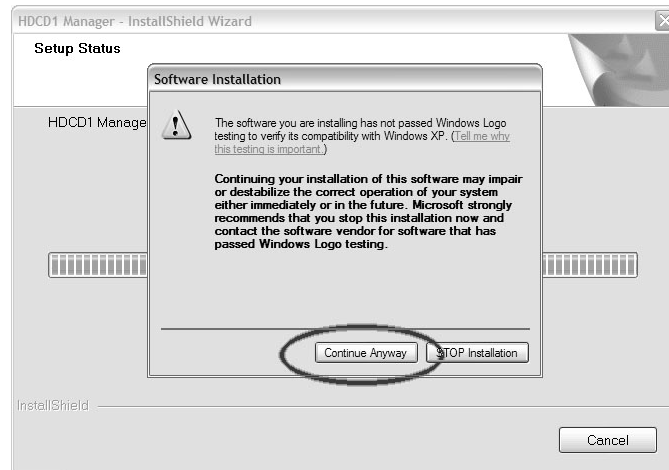 HDCD1 Manager - InstallShield Wizard
Setup Status
Software Installation
HDCD1 Manage
The software you are installing has not passed Windows Logo
testing to verify its compatibility with Windows XP. (Tell me why
this testing is important.)
Continuing your installation of this software may impair
or destabilize the correct operation of your system
either immediately or in the future. Microsoft strongly
recommends that you stop this installation now and
contact the software vendor for software that has
passed Windows Logo testing.
Continue Anyway
STOP Installation
InstallShield
Cancel